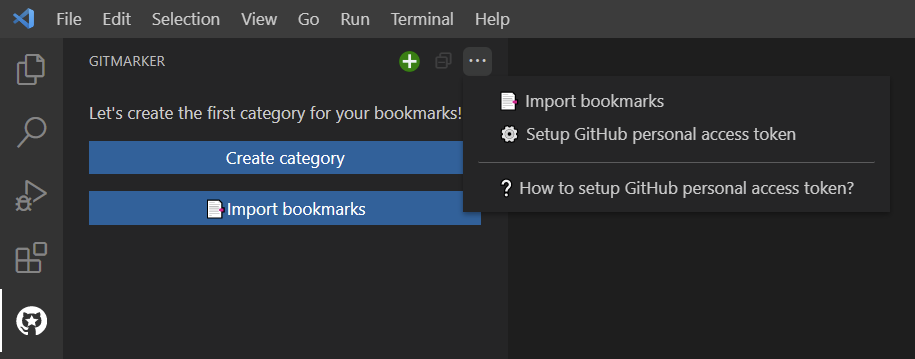 File Edit Selection View Go Run Terminal Help
GITMARKER
Let's create the first category for your bookmarks!
Create category
Import bookmarks
Import bookmarks
Setup GitHub personal access token
? How to setup GitHub personal access token?